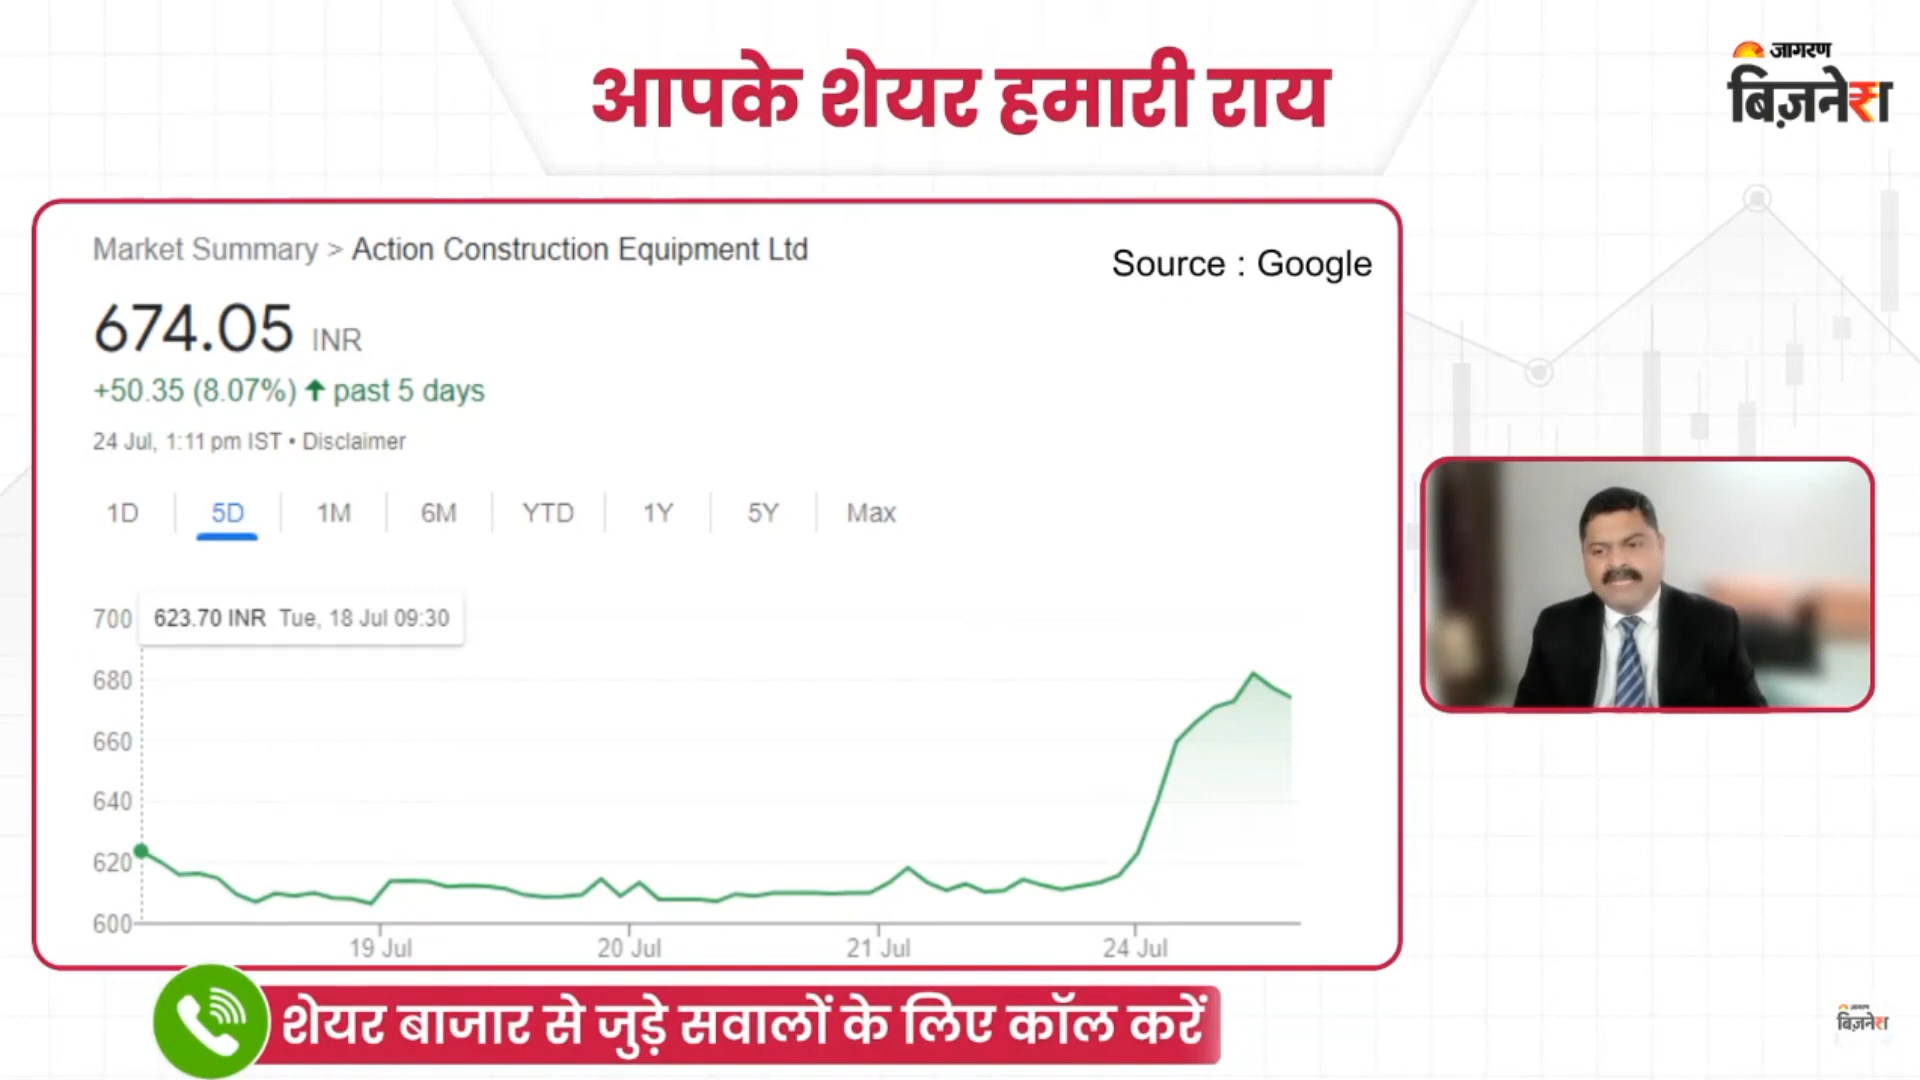 आपके शेयर हमारी राय
जागरण
बिज़नेस
Market Summary > Action Construction Equipment Ltd
Source : Google
674.05 INR
+50.35 (8.07%) ↑ past 5 days
24 Jul, 1:11 pm IST • Disclaimer
1D 5D 1M 6M YTD 1Y 5Y Max
623.70 INR Tue, 18 Jul 09:30
700
680
660
640
620
600
19 Jul 20 Jul 21 Jul 24 Jul
शेयर बाजार से जुड़े सवालों के लिए कॉल करें
जागरण
बिज़नेस